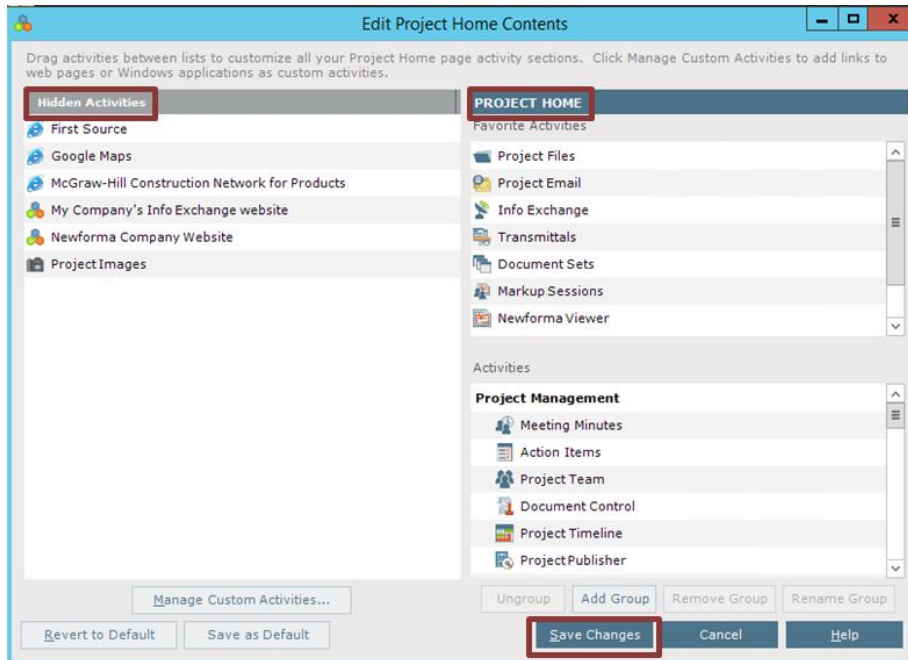 Edit Project Home Contents
Drag activities between lists to customize all your Project Home page activity sections. Click Manage Custom Activities to add links to
web pages or Windows applications as custom activities.
Hidden Activities
First Source
Google Maps
McGraw-Hill Construction Network for Products
My Company's Info Exchange website
Newforma Company Website
Project Images
PROJECT HOME
Favorite Activities
Project Files
Project Email
Info Exchange
Transmittals
Document Sets
Markup Sessions
Newforma Viewer
Activities
Project Management
Meeting Minutes
Action Items
Project Team
Document Control
Project Timeline
Project Publisher
Manage Custom Activities...
Ungroup
Add Group
Remove Group
Rename Group
Revert to Default
Save as Default
Save Changes
Cancel
Help